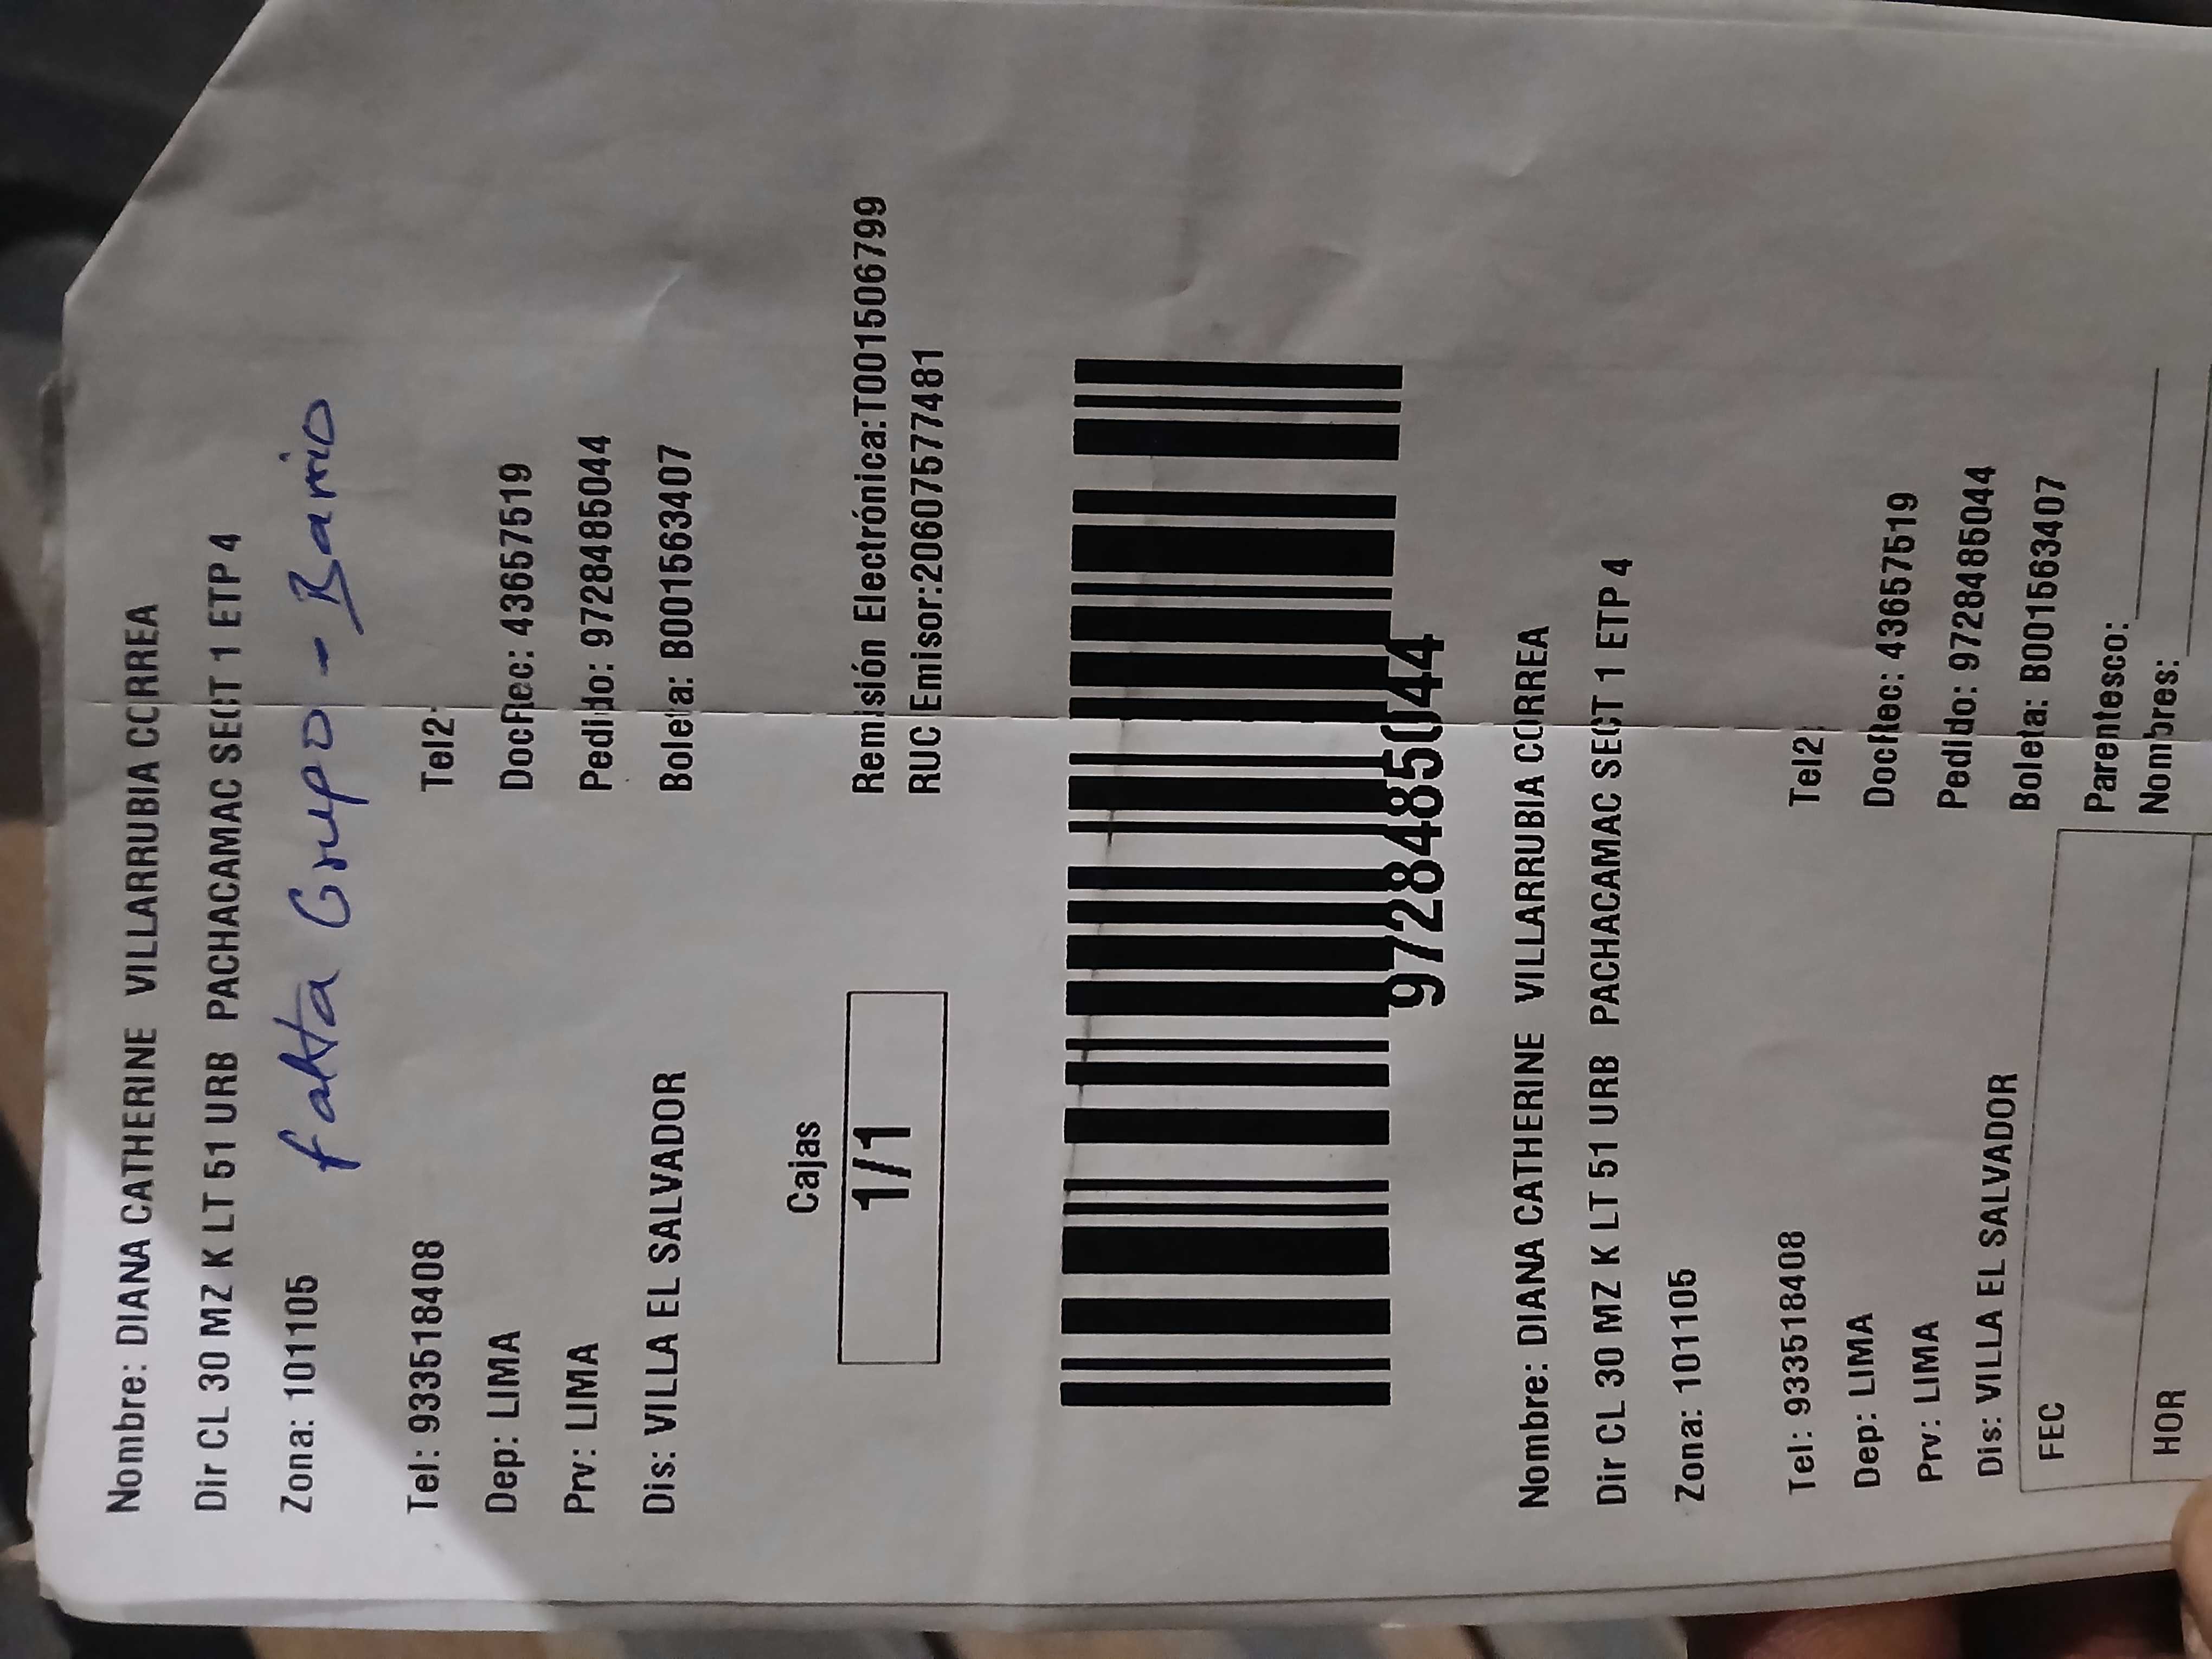 Nombre: DIANA CATHERINE VILLARRUBIA CORREA
Dir CL 30 MZ K LT 51 URB PACHACAMAC SECT 1 ETP 4
Zona: 101105
falta Grupo - Barrio
Tel: 933518408 Tel2:
Dep: LIMA DocRec: 43657519
Prv: LIMA Pedido: 9728485044
Dis: VILLA EL SALVADOR Boleta: B001563407
Cajas
1/1
Remisión Electrónica:T001506799
RUC Emisor:20607577481
9728485044
Nombre: DIANA CATHERINE VILLARRUBIA CORREA
Dir CL 30 MZ K LT 51 URB PACHACAMAC SECT 1 ETP 4
Zona: 101105
Tel: 933518408 Tel2:
Dep: LIMA DocRec: 43657519
Prv: LIMA Pedido: 9728485044
Dis: VILLA EL SALVADOR Boleta: B001563407
FEC Parentesco:
HOR Nombres: